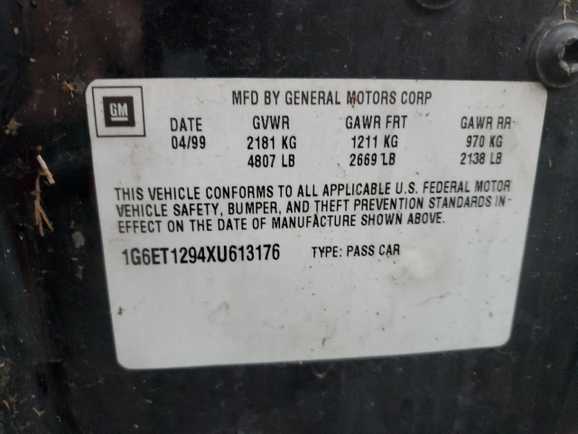 GM
MFD BY GENERAL MOTORS CORP
DATE GVWR GAWR FRT GAWR RR
04/99 2181 KG 1211 KG 970 KG
4807 LB 2669 LB 2138 LB
THIS VEHICLE CONFORMS TO ALL APPLICABLE U.S. FEDERAL MOTOR
VEHICLE SAFETY, BUMPER, AND THEFT PREVENTION STANDARDS IN
EFFECT ON THE DATE OF MANUFACTURE SHOWN ABOVE.
1G6ET1294XU613176 TYPE: PASS CAR